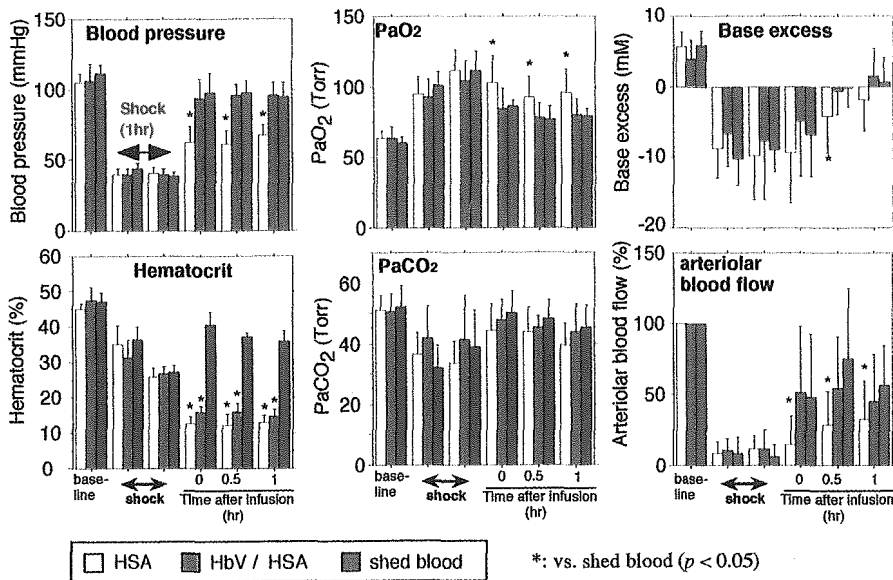 Blood pressure
Blood pressure (mmHg)
150
100
50
0
Shock
(1hr)
* * *
PaO2
PaO2 (Torr)
150
100
50
0
* * *
Base excess
Base excess (mM)
10
0
-10
-20
*
Hematocrit
Hematocrit (%)
60
50
40
30
20
10
0
* * * * * *
base-
line
shock
0 0.5 1
Time after infusion
(hr)
PaCO2
PaCO2 (Torr)
60
40
20
0
base-
line
shock
0 0.5 1
Time after infusion
(hr)
arteriolar
blood flow
Arteriolar blood flow (%)
150
100
50
0
* * *
base-
line
shock
0 0.5 1
Time after infusion
(hr)
HSA HbV / HSA shed blood
*: vs. shed blood (p < 0.05)